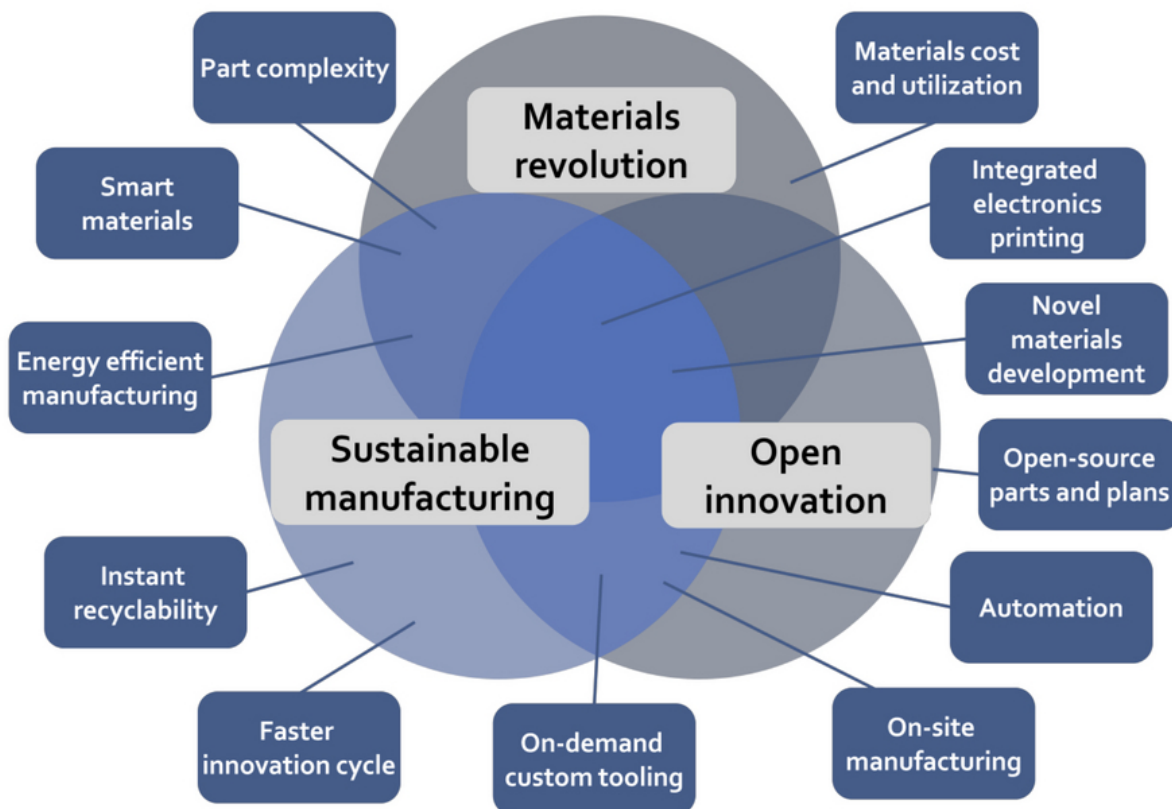 Part complexity
Materials cost
and utilization
Materials
revolution
Smart
materials
Integrated
electronics
printing
Energy efficient
manufacturing
Novel
materials
development
Sustainable
manufacturing
Open
innovation
Open-source
parts and plans
Instant
recyclability
Automation
Faster
innovation cycle
On-demand
custom tooling
On-site
manufacturing